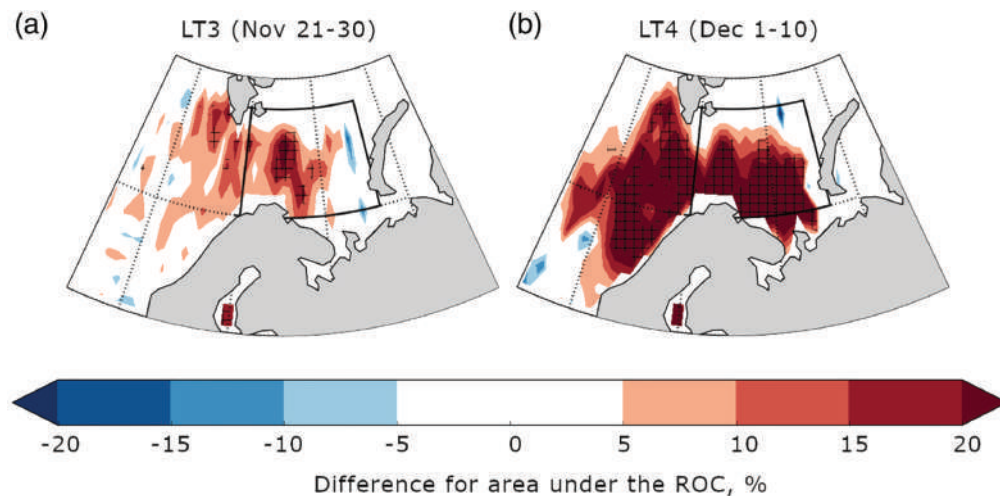 (a) LT3 (Nov 21-30)
(b) LT4 (Dec 1-10)
-20 -15 -10 -5 0 5 10 15 20
Difference for area under the ROC, %